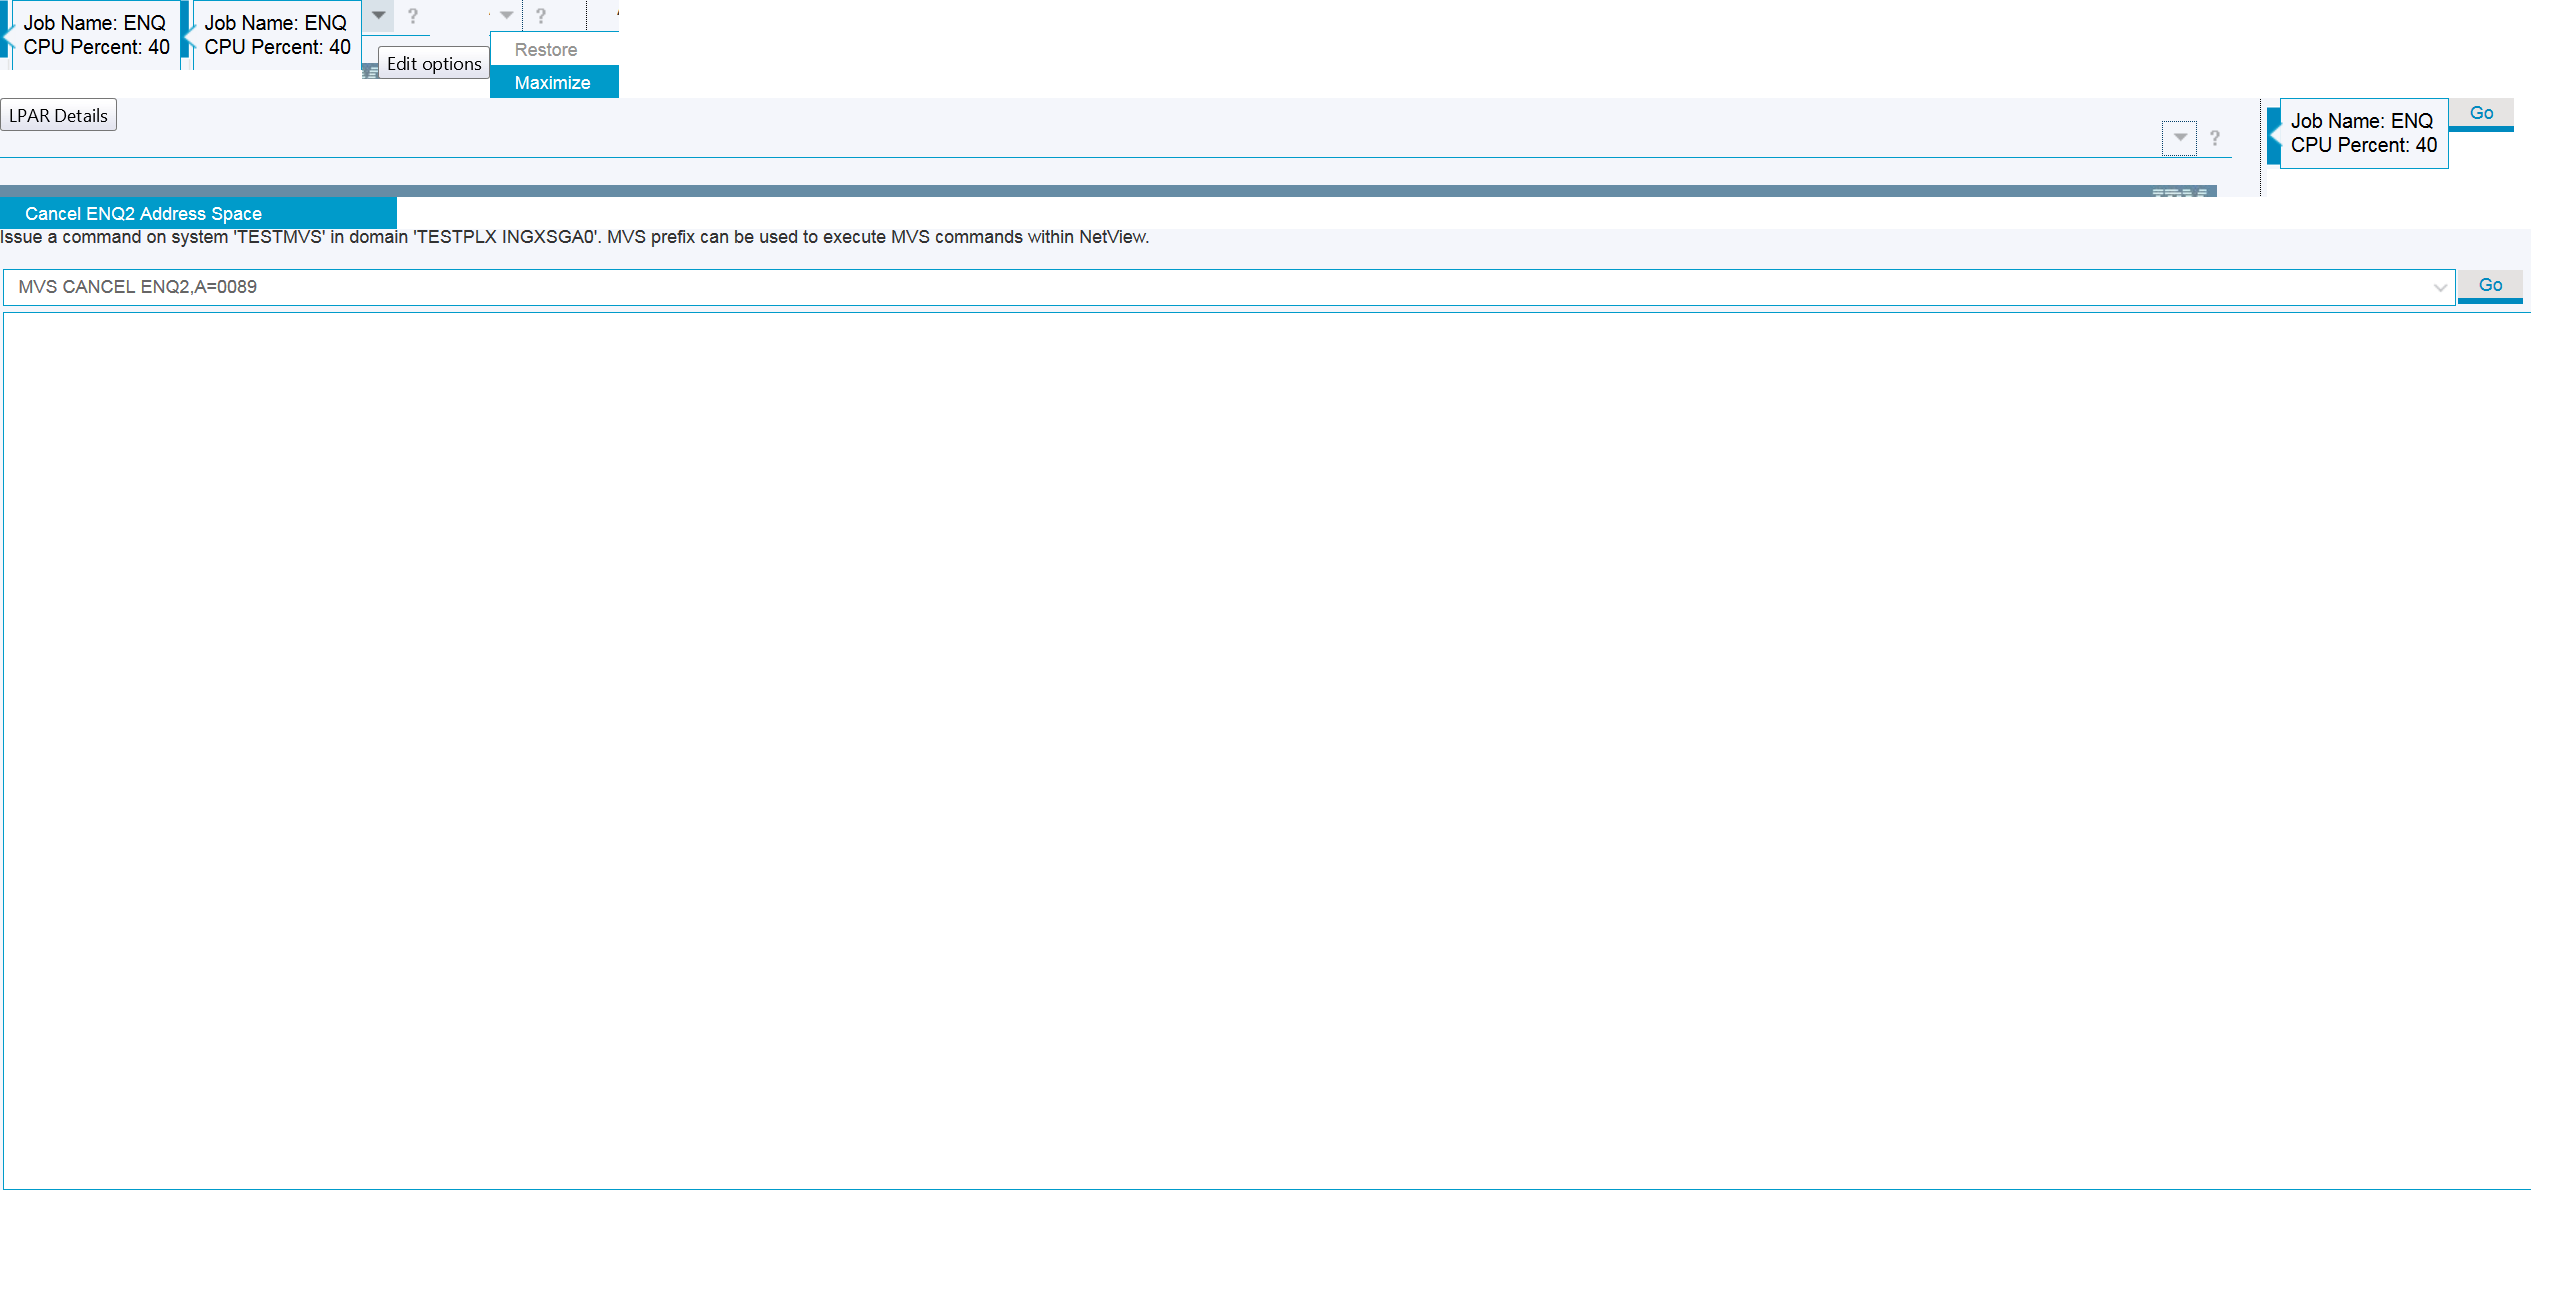 Job Name: ENQ
CPU Percent: 40
Job Name: ENQ
CPU Percent: 40
?
Edit options
?
Restore
Maximize
LPAR Details
?
Job Name: ENQ
CPU Percent: 40
Go
Cancel ENQ2 Address Space
Issue a command on system 'TESTMVS' in domain 'TESTPLX INGXSGA0'. MVS prefix can be used to execute MVS commands within NetView.
MVS CANCEL ENQ2,A=0089
Go